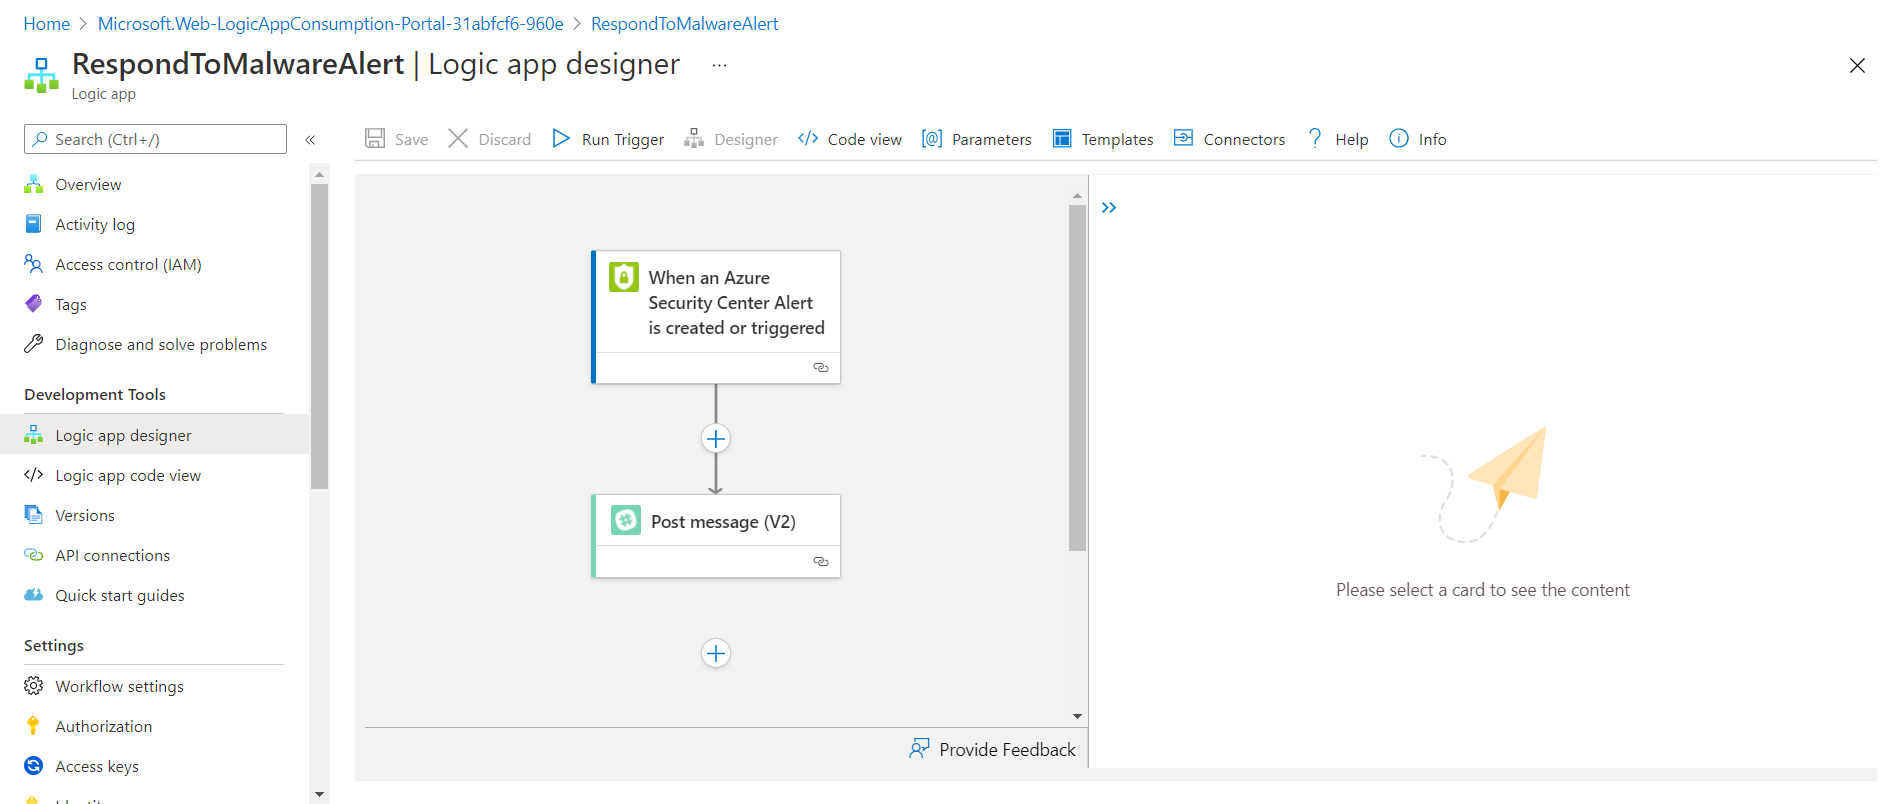 Home > Microsoft.Web-LogicAppConsumption-Portal-31abfcf6-960e > RespondToMalwareAlert
RespondToMalwareAlert | Logic app designer ...
Logic app
Search (Ctrl+/)
Save
Discard
Run Trigger
Designer
Code view
Parameters
Templates
Connectors
Help
Info
Overview
Activity log
Access control (IAM)
Tags
Diagnose and solve problems
Development Tools
Logic app designer
Logic app code view
Versions
API connections
Quick start guides
Settings
Workflow settings
Authorization
Access keys
When an Azure
Security Center Alert
is created or triggered
Post message (V2)
Provide Feedback
Please select a card to see the content